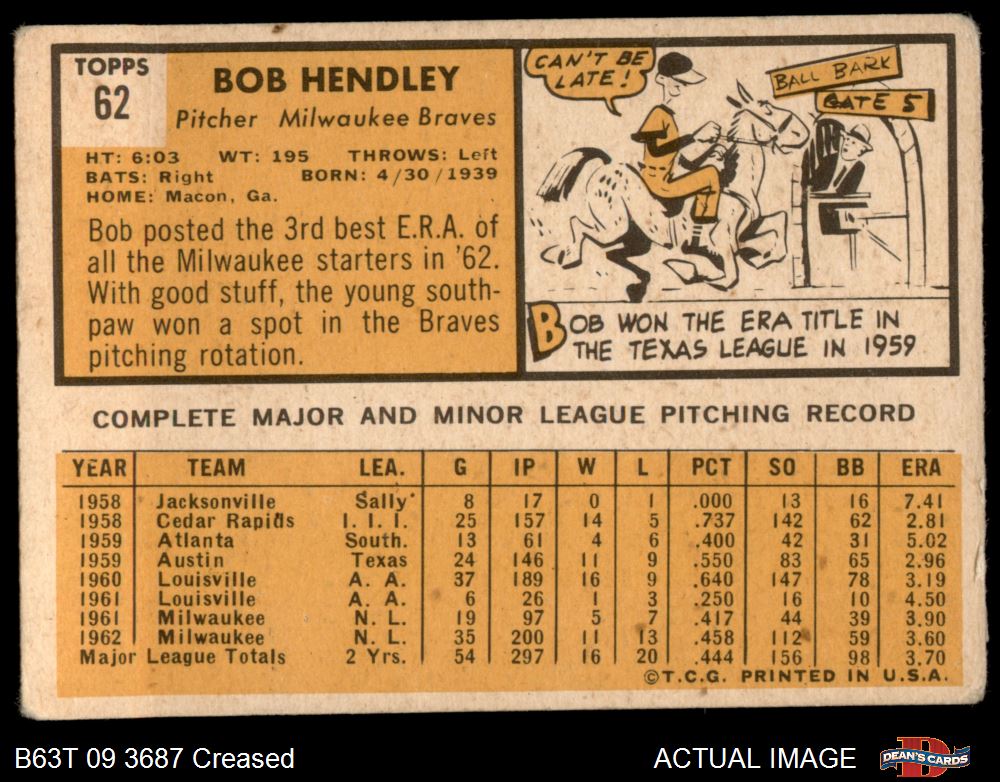 TOPPS
62
BOB HENDLEY
Pitcher Milwaukee Braves
HT: 6:03 WT: 195 THROWS: Left
BATS: Right BORN: 4/30/1939
HOME: Macon, Ga.
Bob posted the 3rd best E.R.A. of
all the Milwaukee starters in '62.
With good stuff, the young south-
paw won a spot in the Braves
pitching rotation.
CAN'T BE
LATE!
BALL BARK
GATE 5
BOB WON THE ERA TITLE IN
THE TEXAS LEAGUE IN 1959
COMPLETE MAJOR AND MINOR LEAGUE PITCHING RECORD
YEAR TEAM LEA. G IP W L PCT SO BB ERA
1958 Jacksonville Sally 8 17 0 1 .000 13 16 7.41
1958 Cedar Rapids I. I. I. 25 157 14 5 .737 142 62 2.81
1959 Atlanta South. 13 61 4 6 .400 42 31 5.02
1959 Austin Texas 24 146 11 9 .550 83 65 2.96
1960 Louisville A. A. 37 189 16 9 .640 147 78 3.19
1961 Louisville A. A. 6 26 1 3 .250 16 10 4.50
1961 Milwaukee N. L. 19 97 5 7 .417 44 39 3.90
1962 Milwaukee N. L. 35 200 11 13 .458 112 59 3.60
Major League Totals 2 Yrs. 54 297 16 20 .444 156 98 3.70
©T.C.G. PRINTED IN U.S.A.
B63T 09 3687 Creased
ACTUAL IMAGE
DEAN'S CARDS